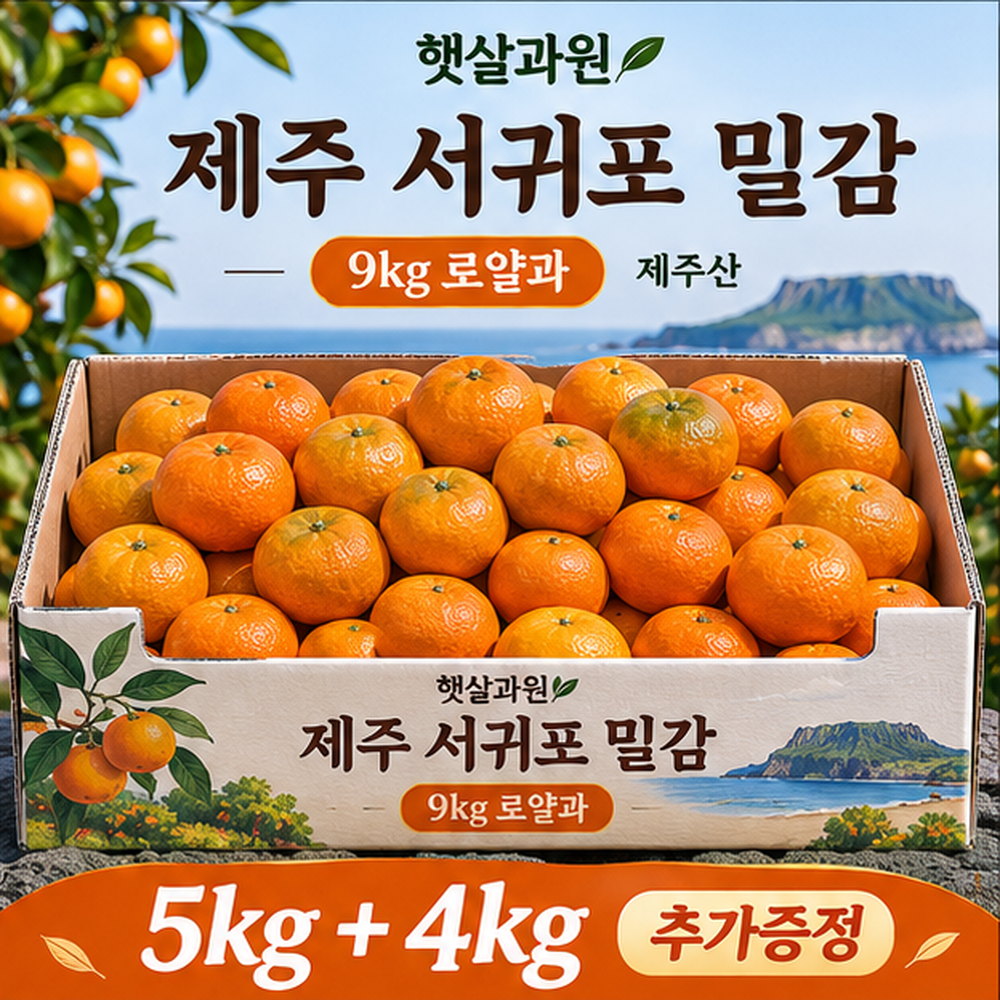 햇살과원
제주 서귀포 밀감
9kg 로얄과 제주산
햇살과원
제주 서귀포 밀감
9kg 로얄과
5kg + 4kg 추가증정